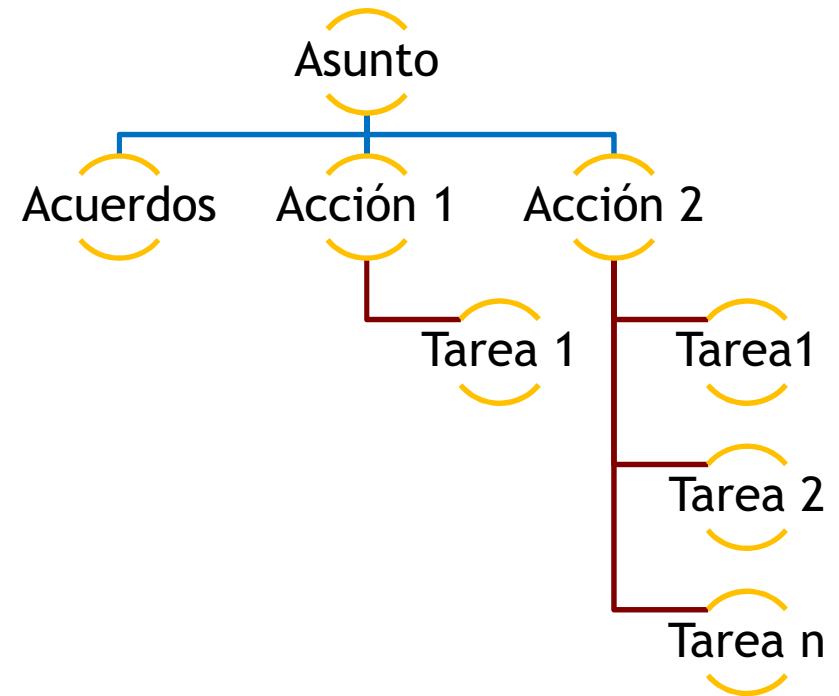 Asunto
Acuerdos
Acción 1
Acción 2
Tarea 1
Tarea1
Tarea 2
Tarea n